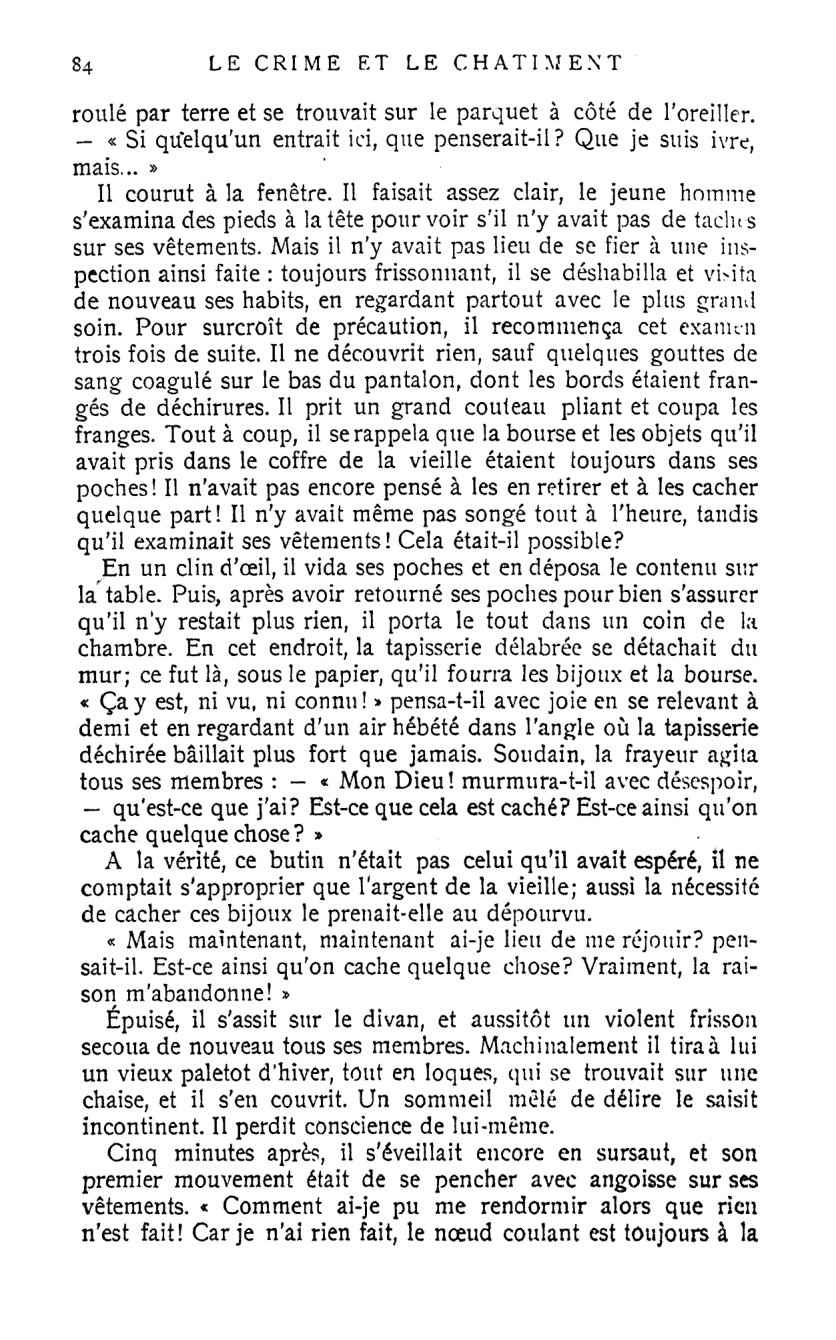 84 LE CRIME ET LE CHATIMENT
roulé par terre et se trouvait sur le parquet à côté de l'oreiller.
— « Si quelqu'un entrait ici, que penserait-il? Que je suis ivre,
mais... »
Il courut à la fenêtre. Il faisait assez clair, le jeune homme
s'examina des pieds à la tête pour voir s'il n'y avait pas de taches
sur ses vêtements. Mais il n'y avait pas lieu de se fier à une ins-
pection ainsi faite : toujours frissonnant, il se déshabilla et visita
de nouveau ses habits, en regardant partout avec le plus grand
soin. Pour surcroît de précaution, il recommença cet examen
trois fois de suite. Il ne découvrit rien, sauf quelques gouttes de
sang coagulé sur le bas du pantalon, dont les bords étaient fran-
gés de déchirures. Il prit un grand couteau pliant et coupa les
franges. Tout à coup, il se rappela que la bourse et les objets qu'il
avait pris dans le coffre de la vieille étaient toujours dans ses
poches! Il n'avait pas encore pensé à les en retirer et à les cacher
quelque part! Il n'y avait même pas songé tout à l'heure, tandis
qu'il examinait ses vêtements! Cela était-il possible?
En un clin d'œil, il vida ses poches et en déposa le contenu sur
la table. Puis, après avoir retourné ses poches pour bien s'assurer
qu'il n'y restait plus rien, il porta le tout dans un coin de la
chambre. En cet endroit, la tapisserie délabrée se détachait du
mur; ce fut là, sous le papier, qu'il fourra les bijoux et la bourse.
« Ça y est, ni vu, ni connu! » pensa-t-il avec joie en se relevant à
demi et en regardant d'un air hébété dans l'angle où la tapisserie
déchirée bâillait plus fort que jamais. Soudain, la frayeur agita
tous ses membres : — « Mon Dieu! murmura-t-il avec désespoir,
— qu'est-ce que j'ai? Est-ce que cela est caché? Est-ce ainsi qu'on
cache quelque chose? »
A la vérité, ce butin n'était pas celui qu'il avait espéré, il ne
comptait s'approprier que l'argent de la vieille; aussi la nécessité
de cacher ces bijoux le prenait-elle au dépourvu.
« Mais maintenant, maintenant ai-je lieu de me réjouir? pen-
sait-il. Est-ce ainsi qu'on cache quelque chose? Vraiment, la rai-
son m'abandonne! »
Épuisé, il s'assit sur le divan, et aussitôt un violent frisson
secoua de nouveau tous ses membres. Machinalement il tira à lui
un vieux paletot d'hiver, tout en loques, qui se trouvait sur une
chaise, et il s'en couvrit. Un sommeil mêlé de délire le saisit
incontinent. Il perdit conscience de lui-même.
Cinq minutes après, il s'éveillait encore en sursaut, et son
premier mouvement était de se pencher avec angoisse sur ses
vêtements. « Comment ai-je pu me rendormir alors que rien
n'est fait! Car je n'ai rien fait, le nœud coulant est toujours à la